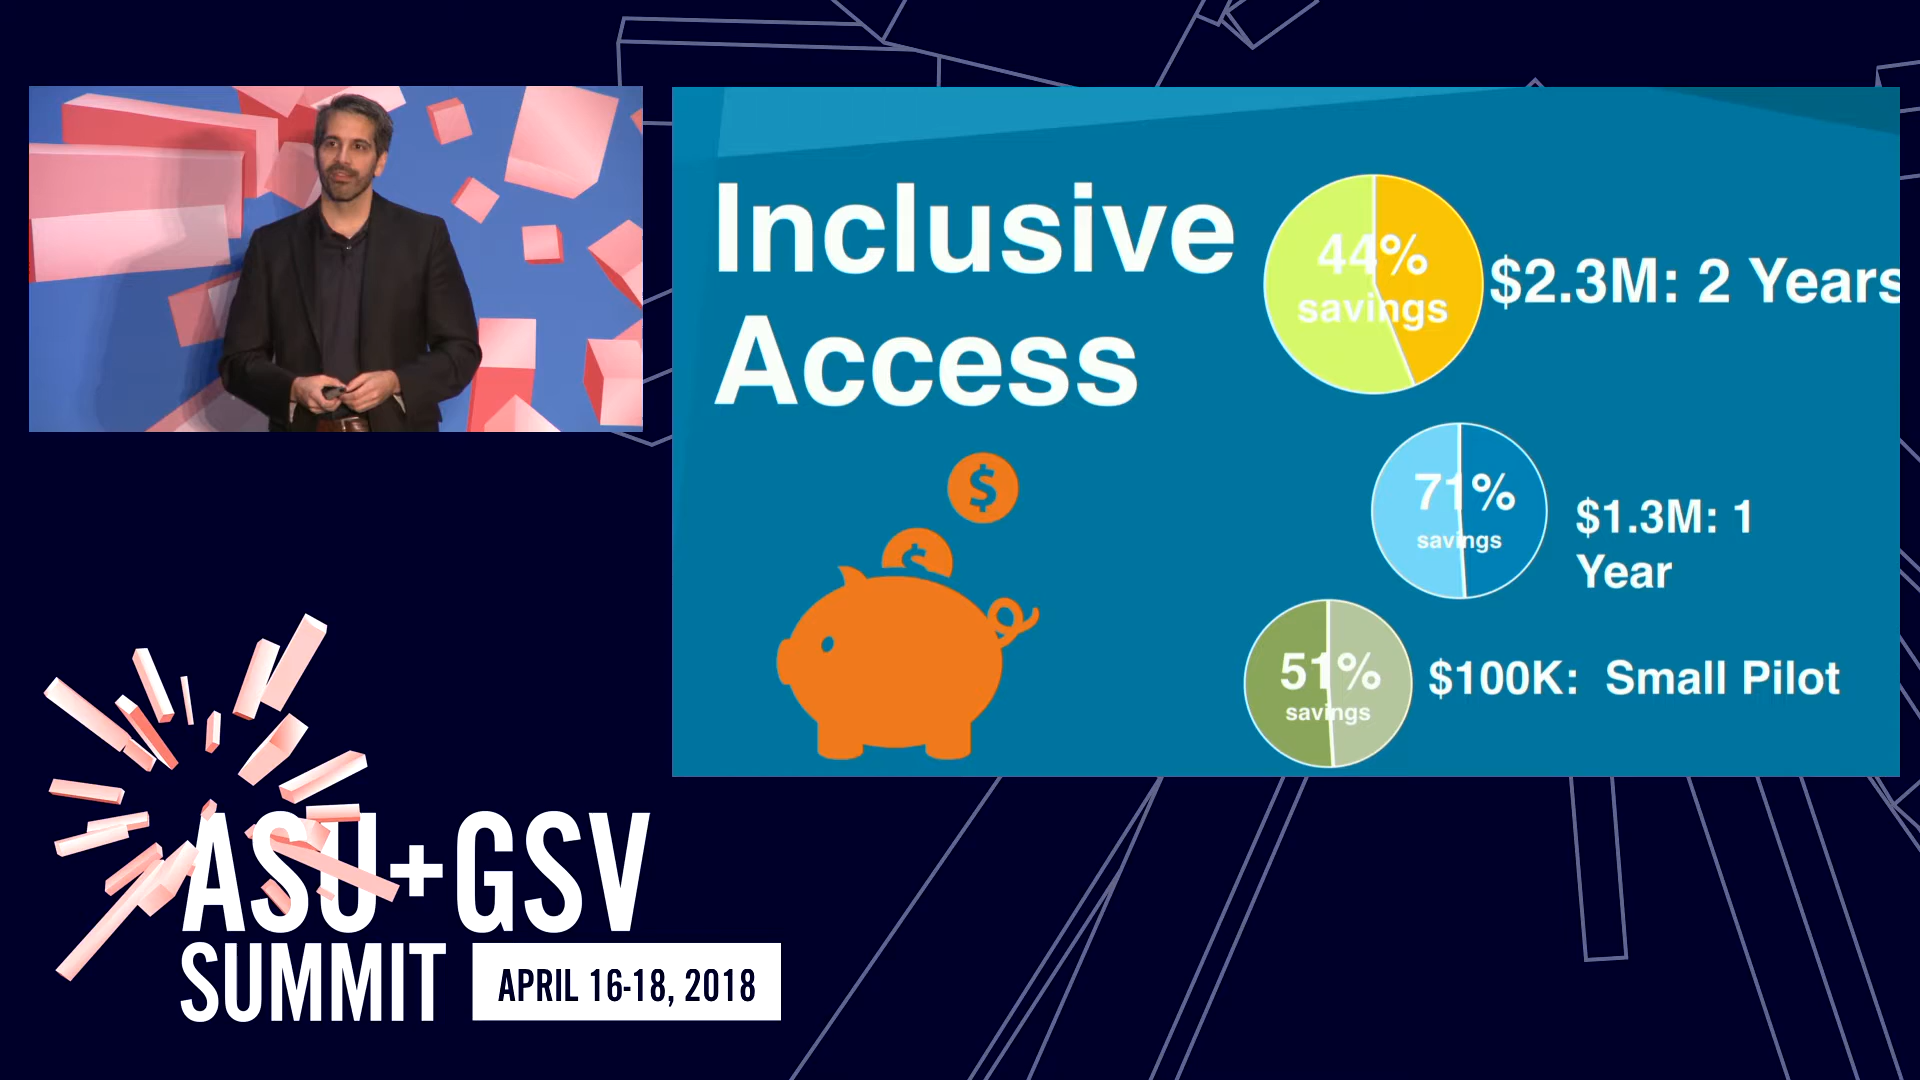 Inclusive
Access
44%
savings
$2.3M: 2 Years
71%
savings
$1.3M: 1
Year
51%
savings
$100K: Small Pilot
$
$
ASU+GSV
SUMMIT
APRIL 16-18, 2018